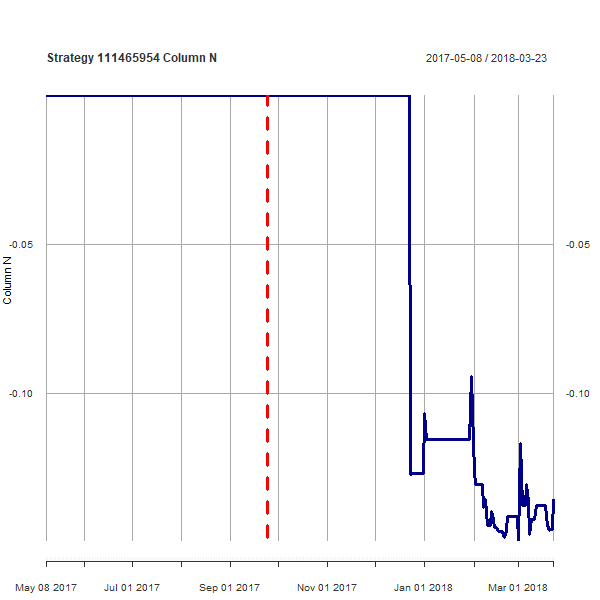 Strategy 111465954 Column N
2017-05-08 / 2018-03-23
-0.05
-0.05
Column N
-0.10
-0.10
May 08 2017
Jul 01 2017
Sep 01 2017
Nov 01 2017
Jan 01 2018
Mar 01 2018